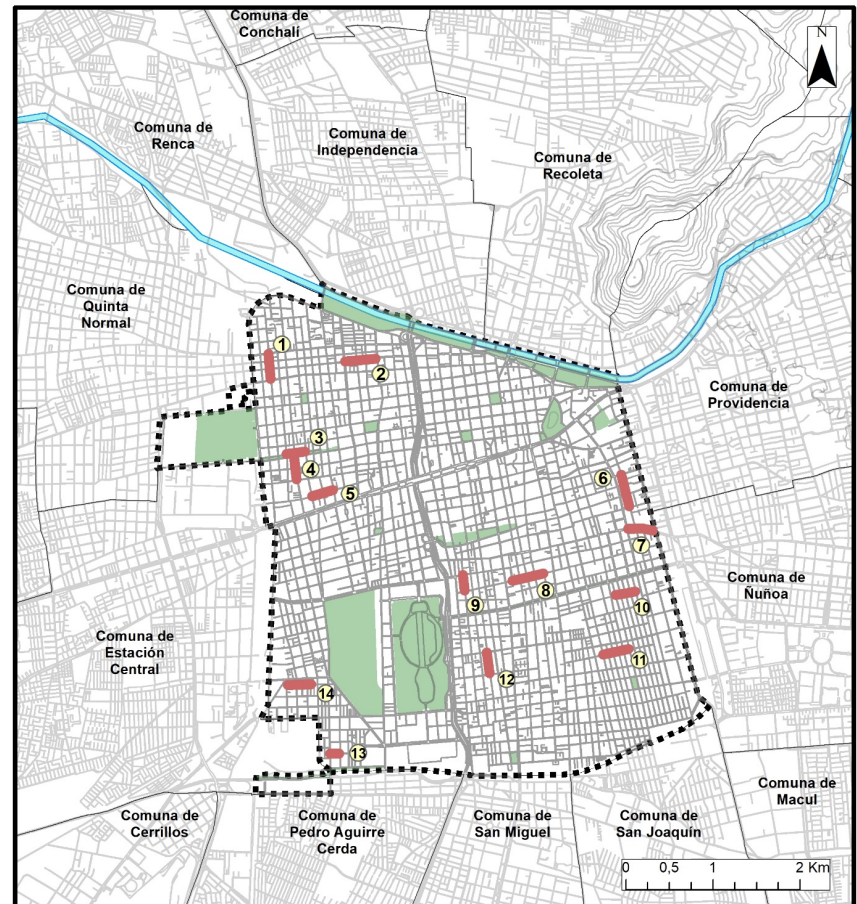 Comuna de
Conchalí
N
Comuna de
Renca
Comuna de
Independencia
Comuna de
Recoleta
Comuna de
Quinta
Normal
1
2
Comuna de
Providencia
3
4
5
6
7
Comuna de
Ñuñoa
8
9
10
Comuna de
Estación
Central
11
12
14
13
Comuna de
Macul
Comuna de
Cerrillos
Comuna de
Pedro Aguirre
Cerda
Comuna de
San Miguel
Comuna de
San Joaquín
0 0,5 1 2 Km